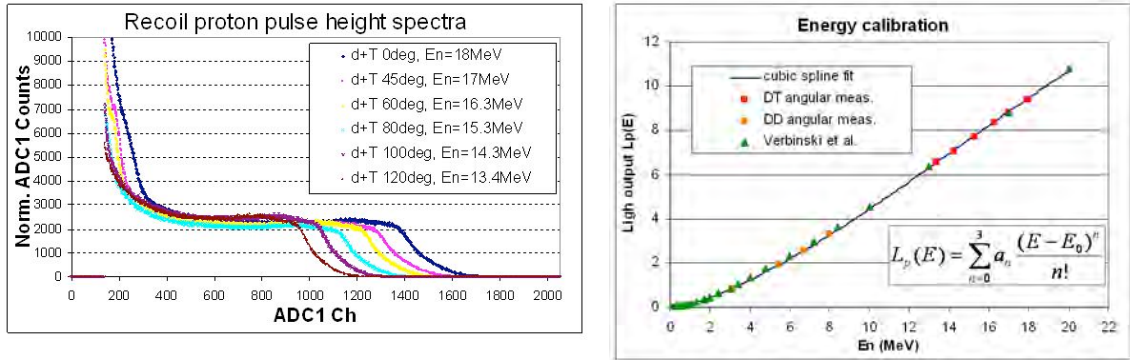 Recoil proton pulse height spectra
Norm. ADC1 Counts
10000
9000
8000
7000
6000
5000
4000
3000
2000
1000
0
d+T 0deg, En=18MeV
d+T 45deg, En=17MeV
d+T 60deg, En=16.3MeV
d+T 80deg, En=15.3MeV
d+T 100deg, En=14.3MeV
d+T 120deg, En=13.4MeV
0 200 400 600 800 1000 1200 1400 1600 1800 2000
ADC1 Ch
Energy calibration
Ligh output Lp(E)
12
10
8
6
4
2
0
cubic spline fit
DT angular meas.
DD angular meas.
Verbinski et al.
L_p(E) = \sum_{n=0}^{3} a_n \frac{(E-E_0)^n}{n!}
0 2 4 6 8 10 12 14 16 18 20 22
En (MeV)